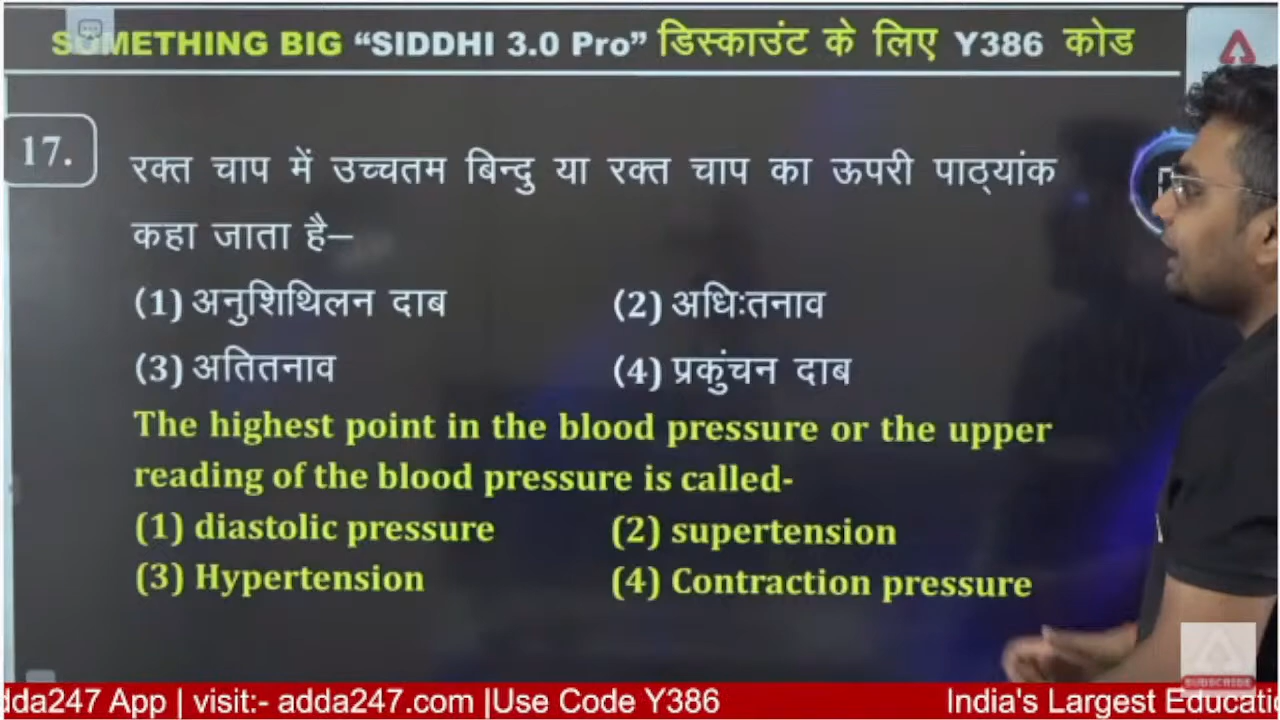 SOMETHING BIG “SIDDHI 3.0 Pro” डिस्काउंट के लिए Y386 कोड
17.
रक्त चाप में उच्चतम बिन्दु या रक्त चाप का ऊपरी पाठ्यांक
कहा जाता है–
(1) अनुशिथिलन दाब (2) अधिःतनाव
(3) अतितनाव (4) प्रकुंचन दाब
The highest point in the blood pressure or the upper
reading of the blood pressure is called-
(1) diastolic pressure (2) supertension
(3) Hypertension (4) Contraction pressure
SUBSCRIBE
dda247 App | visit:- adda247.com |Use Code Y386 India's Largest Educatio